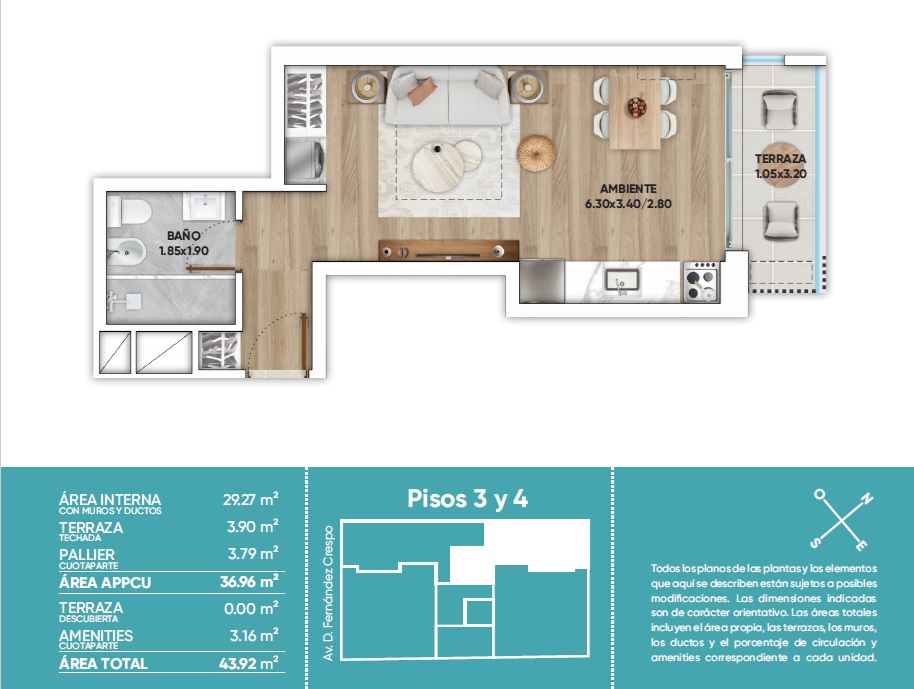 BAÑO
1.85x1.90
AMBIENTE
6.30x3.40/2.80
TERRAZA
1.05x3.20
ÁREA INTERNA 29.27 m²
CON MUROS Y DUCTOS
TERRAZA 3.90 m²
TECHADA
PALLIER 3.79 m²
CUOTAPARTE
ÁREA APPCU 36.96 m²
TERRAZA 0.00 m²
DESCUBIERTA
AMENITIES 3.16 m²
CUOTAPARTE
ÁREA TOTAL 43.92 m²
Pisos 3 y 4
Av. D. Fernández Crespo
O N
S E
Todos los planos de las plantas y los elementos
que aquí se describen están sujetos a posibles
modificaciones. Las dimensiones indicadas
son de carácter orientativo. Las áreas totales
incluyen el área propia, las terrazas, los muros,
los ductos y el porcentaje de circulación y
amenities correspondiente a cada unidad.